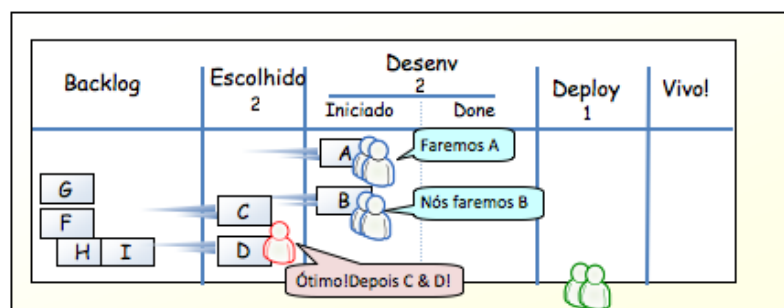 Backlog
Escolhido
2
Desenv
2
Iniciado
Done
Deploy
1
Vivo!
A
Faremos A
G
B
Nós faremos B
C
F
H
I
D
Ótimo!Depois C & D!